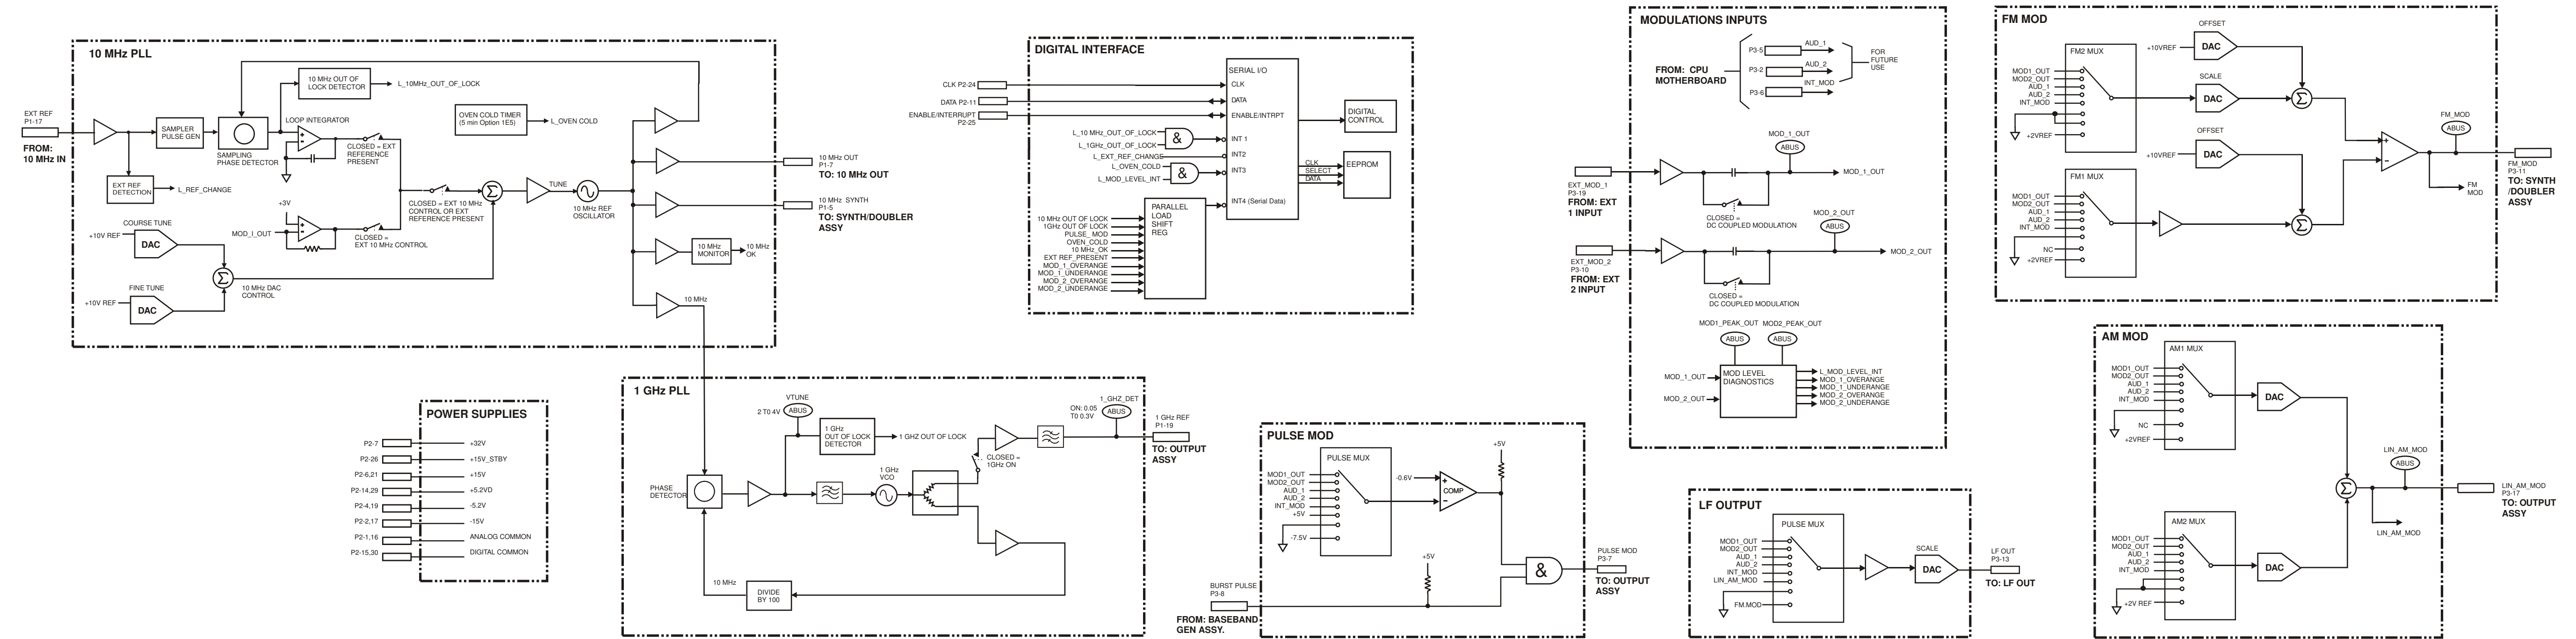 10 MHz PLL
EXT REF
P1-17
FROM:
10 MHz IN
10 MHz OUT OF
LOCK DETECTOR
L_10MHz_OUT_OF_LOCK
SAMPLER
PULSE GEN
SAMPLING
PHASE DETECTOR
LOOP INTEGRATOR
CLOSED = EXT
REFERENCE
PRESENT
OVEN COLD TIMER
(5 min Option 1E5)
L_OVEN COLD
EXT REF
DETECTION
L_REF_CHANGE
+3V
MOD_I_OUT
CLOSED =
EXT 10 MHz CONTROL
CLOSED = EXT 10 MHz
CONTROL OR EXT
REFERENCE PRESENT
Σ
TUNE
10 MHz REF
OSCILLATOR
COURSE TUNE
+10V REF
DAC
Σ
10 MHz DAC
CONTROL
FINE TUNE
+10V REF
DAC
10 MHz OUT
P1-7
TO: 10 MHz OUT
10 MHz SYNTH
P1-5
TO: SYNTH/DOUBLER
ASSY
10 MHz
MONITOR
10 MHz
OK
10 MHz
DIGITAL INTERFACE
CLK P2-24
DATA P2-11
ENABLE/INTERRUPT
P2-25
SERIAL I/O
CLK
DATA
ENABLE/INTRPT
INT 1
INT2
INT3
INT4 (Serial Data)
L_10 MHz_OUT_OF_LOCK
L_1GHz_OUT_OF_LOCK
&
L_EXT_REF_CHANGE
L_OVEN_COLD
L_MOD_LEVEL_INT
&
DIGITAL
CONTROL
CLK
SELECT
DATA
EEPROM
PARALLEL
LOAD
SHIFT
REG
10 MHz OUT OF LOCK
1GHz OUT OF LOCK
PULSE_ MOD
OVEN_COLD
10 MHz_OK
EXT REF_PRESENT
MOD_1_OVERANGE
MOD_1_UNDERANGE
MOD_2_OVERANGE
MOD_2_UNDERANGE
MODULATIONS INPUTS
FROM: CPU
MOTHERBOARD
P3-5
AUD_1
P3-2
AUD_2
P3-6
INT_MOD
FOR
FUTURE
USE
EXT_MOD_1
P3-19
FROM: EXT
1 INPUT
MOD_1_OUT
ABUS
MOD_1_OUT
CLOSED =
DC COUPLED MODULATION
EXT_MOD_2
P3-10
FROM: EXT
2 INPUT
MOD_2_OUT
ABUS
MOD_2_OUT
CLOSED =
DC COUPLED MODULATION
MOD1_PEAK_OUT
MOD2_PEAK_OUT
ABUS
ABUS
MOD_1_OUT
MOD_2_OUT
MOD LEVEL
DIAGNOSTICS
L_MOD_LEVEL_INT
MOD_1_OVERANGE
MOD_1_UNDERANGE
MOD_2_OVERANGE
MOD_2_UNDERANGE
FM MOD
FM2 MUX
MOD1_OUT
MOD2_OUT
AUD_1
AUD_2
INT_MOD
+2VREF
OFFSET
+10VREF
DAC
SCALE
DAC
Σ
OFFSET
+10VREF
DAC
FM1 MUX
MOD1_OUT
MOD2_OUT
AUD_1
AUD_2
INT_MOD
NC
+2VREF
Σ
FM_MOD
ABUS
FM
MOD
FM_MOD
P3-11
TO: SYNTH
/DOUBLER
ASSY
POWER SUPPLIES
P2-7 +32V
P2-26 +15V_STBY
P2-6,21 +15V
P2-14,29 +5.2VD
P2-4,19 -5.2V
P2-2,17 -15V
P2-1,16 ANALOG COMMON
P2-15,30 DIGITAL COMMON
1 GHz PLL
VTUNE
2 T0 4V
ABUS
1 GHz
OUT OF LOCK
DETECTOR
1 GHZ OUT OF LOCK
PHASE
DETECTOR
1 GHz
VCO
CLOSED =
1GHz ON
1_GHZ_DET
ON: 0.05
T0 0.3V
ABUS
1 GHz REF
P1-19
TO: OUTPUT
ASSY
10 MHz
DIVIDE
BY 100
PULSE MOD
PULSE MUX
MOD1_OUT
MOD2_OUT
AUD_1
AUD_2
INT_MOD
+5V
-7.5V
-0.6V
COMP
+5V
+5V
&
BURST PULSE
P3-8
FROM: BASEBAND
GEN ASSY.
PULSE MOD
P3-7
TO: OUTPUT
ASSY
LF OUTPUT
PULSE MUX
MOD1_OUT
MOD2_OUT
AUD_1
AUD_2
INT_MOD
LIN_AM_MOD
FM.MOD
SCALE
DAC
LF OUT
P3-13
TO: LF OUT
AM MOD
AM1 MUX
MOD1_OUT
MOD2_OUT
AUD_1
AUD_2
INT_MOD
NC
+2VREF
DAC
AM2 MUX
MOD1_OUT
MOD2_OUT
AUD_1
AUD_2
INT_MOD
+2V REF
DAC
Σ
LIN_AM_MOD
ABUS
LIN_AM_MOD
LIN_AM_MOD
P3-17
TO: OUTPUT
ASSY